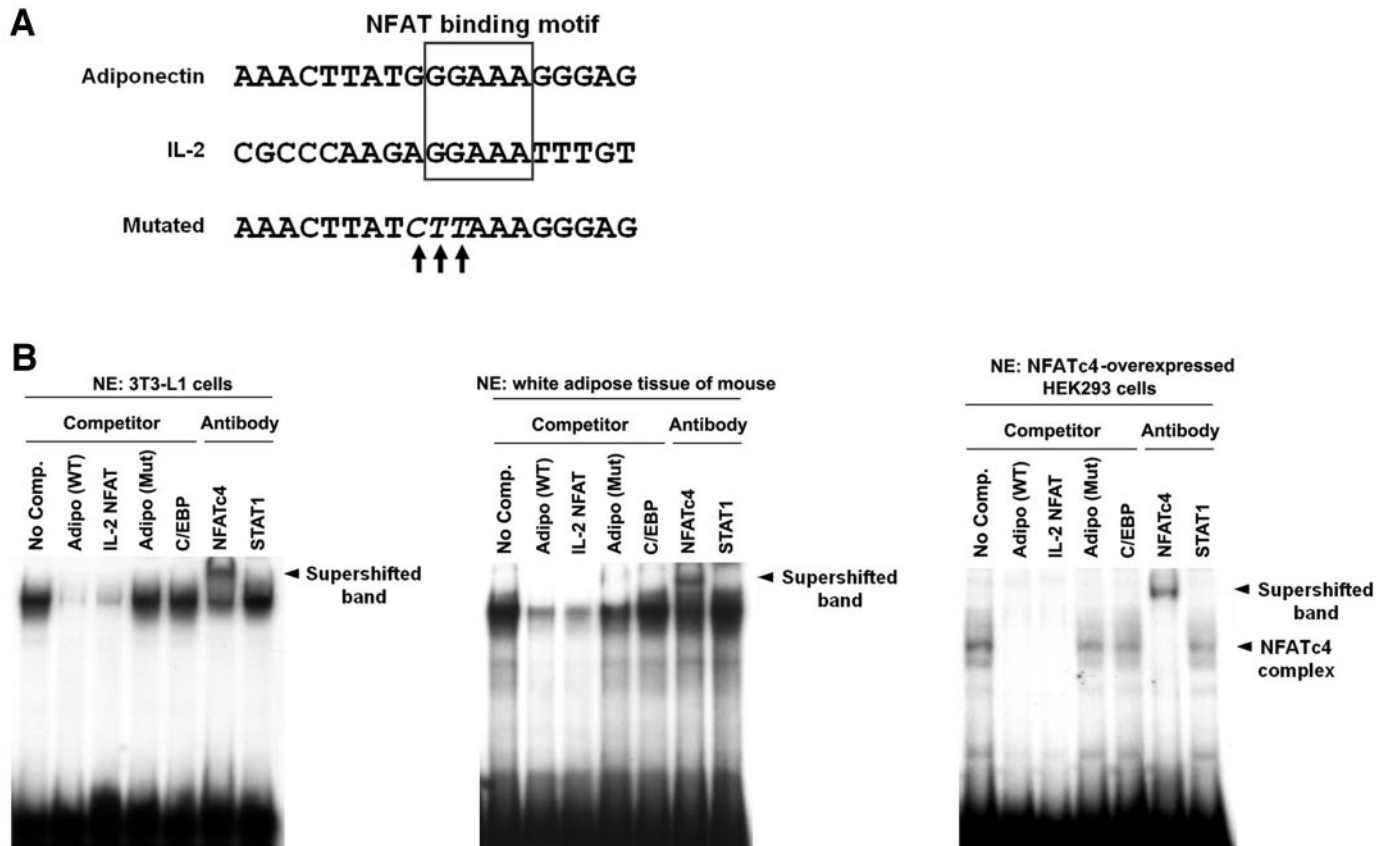 A
NFAT binding motif
Adiponectin AAACTTATGGGAAAGGGAG
IL-2 CGCCCAAGAGGAAATTTGT
Mutated AAACTTATCTTAAAGGGAG
B
NE: 3T3-L1 cells
Competitor Antibody
No Comp.
Adipo (WT)
IL-2 NFAT
Adipo (Mut)
C/EBP
NFATc4
STAT1
Supershifted
band
NE: white adipose tissue of mouse
Competitor Antibody
No Comp.
Adipo (WT)
IL-2 NFAT
Adipo (Mut)
C/EBP
NFATc4
STAT1
Supershifted
band
NE: NFATc4-overexpressed
HEK293 cells
Competitor Antibody
No Comp.
Adipo (WT)
IL-2 NFAT
Adipo (Mut)
C/EBP
NFATc4
STAT1
Supershifted
band
NFATc4
complex